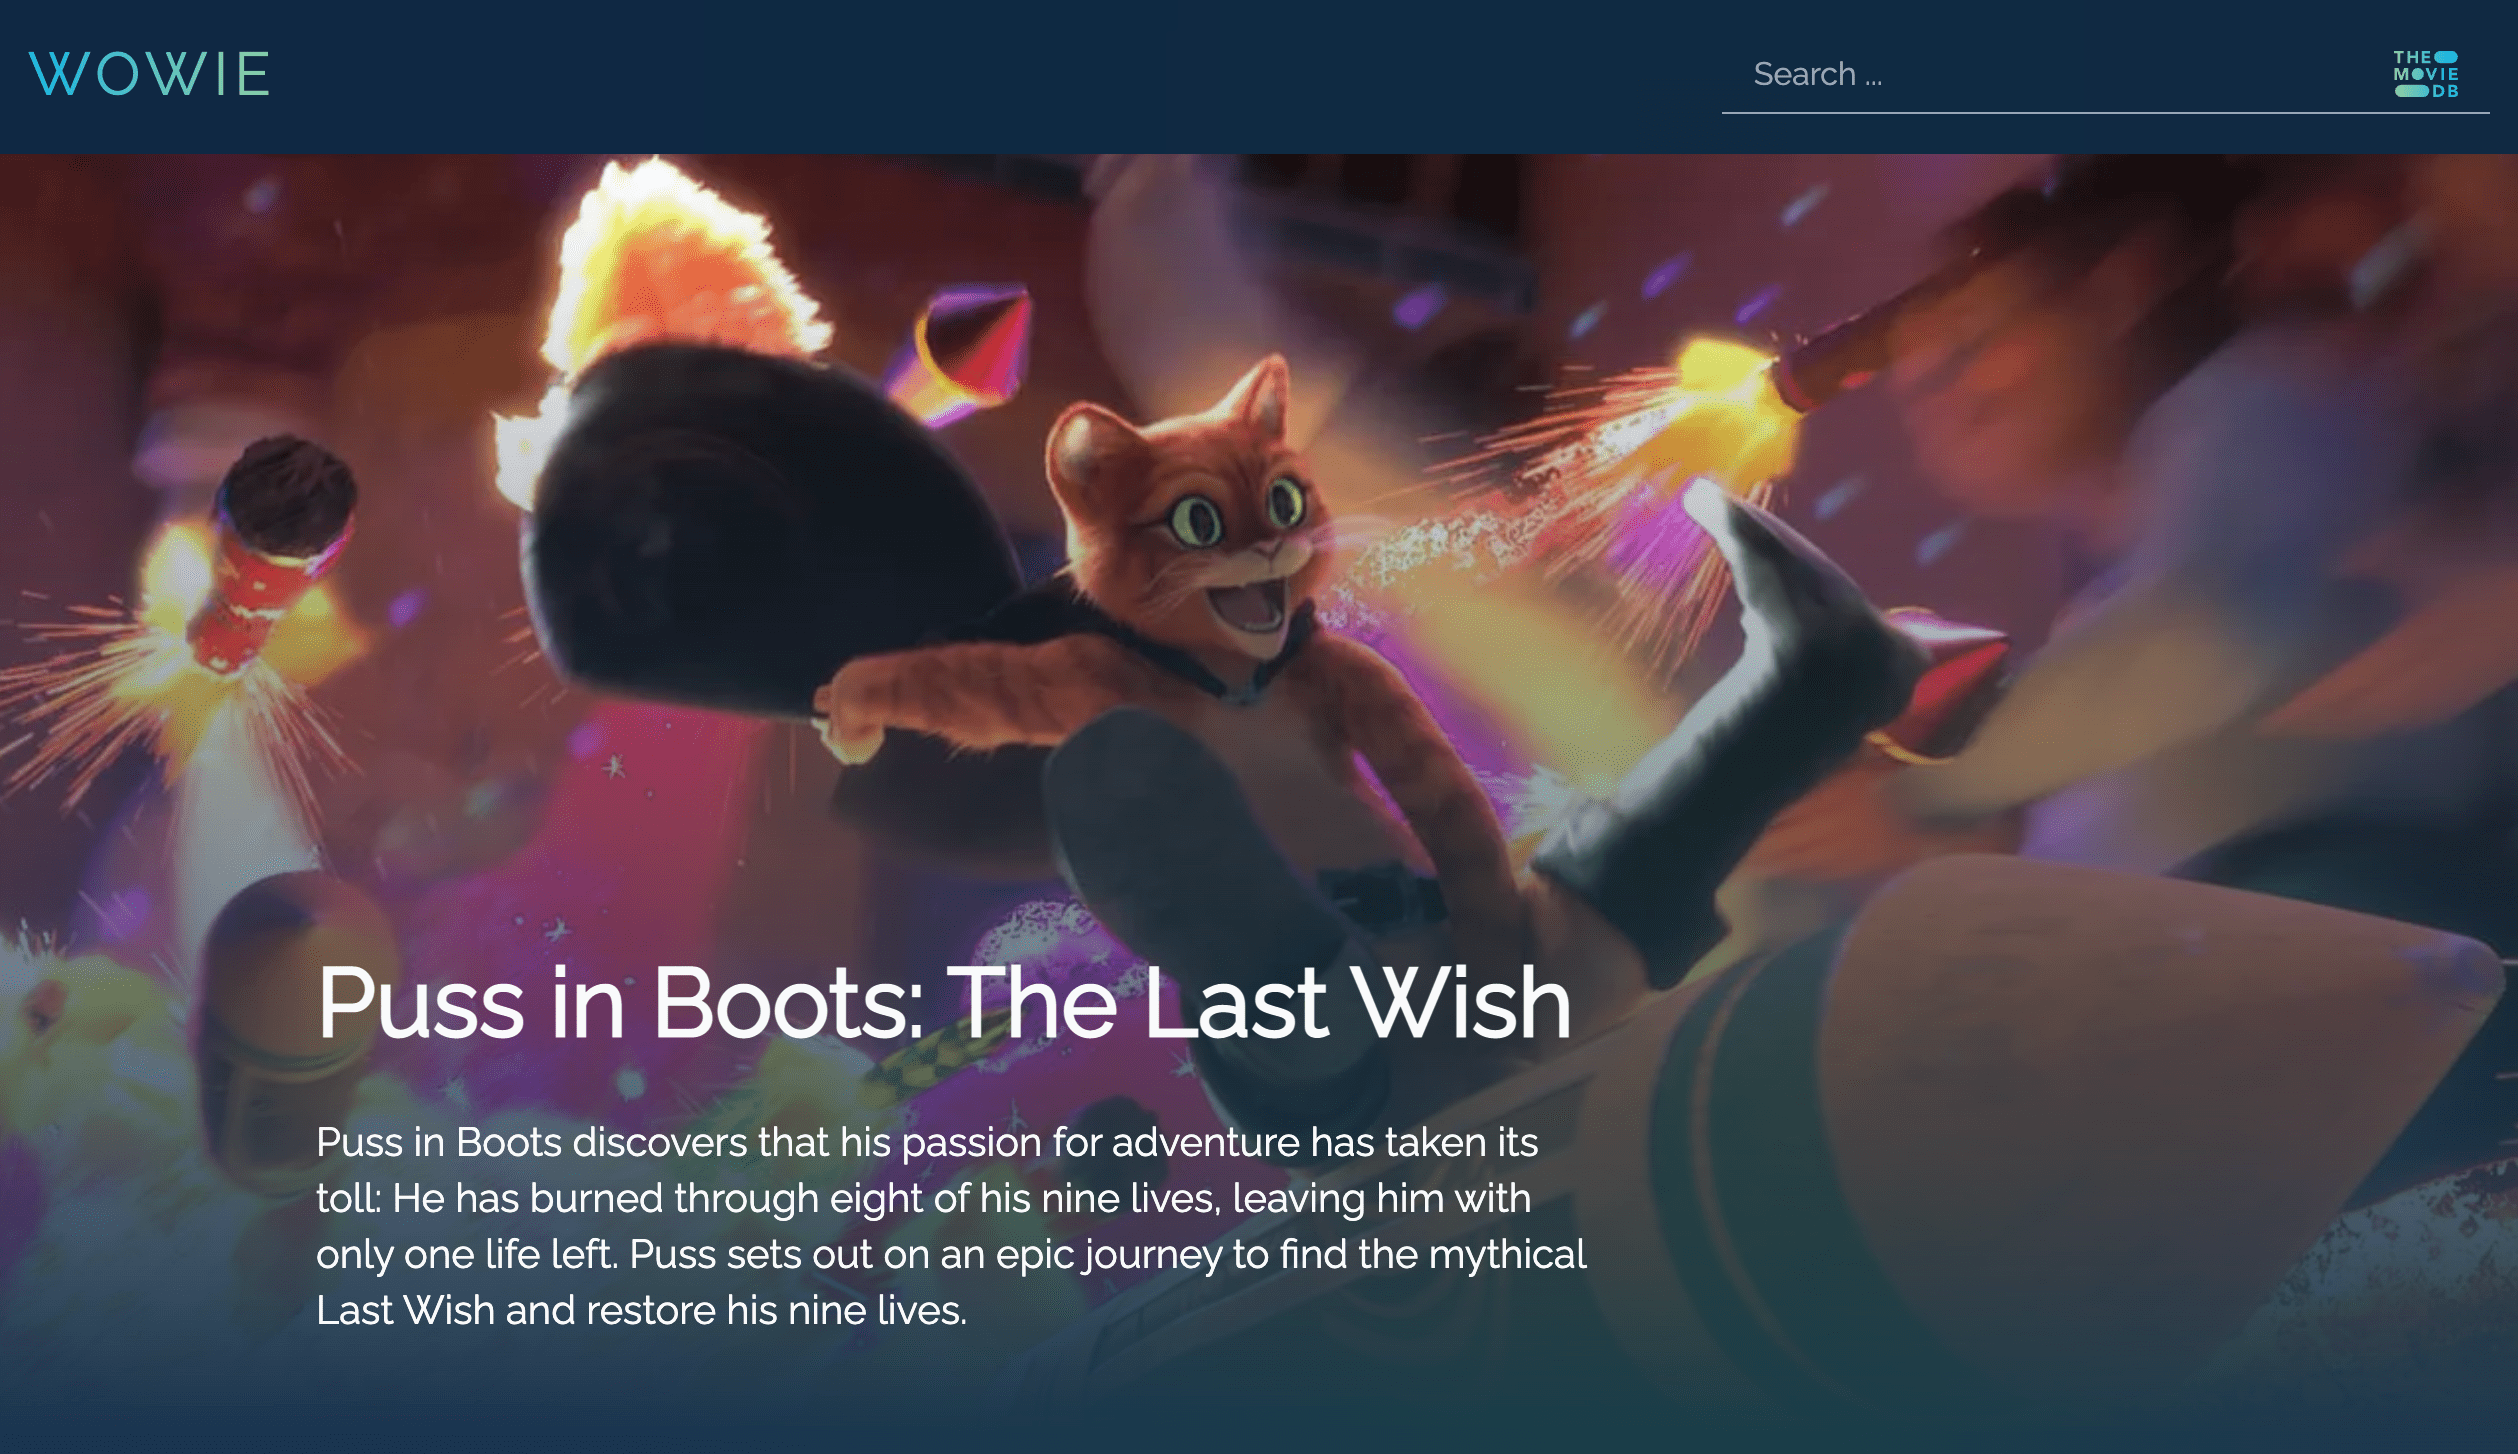 WOWIE
Search ...
THE
MOVIE
DB
Puss in Boots: The Last Wish
Puss in Boots discovers that his passion for adventure has taken its
toll: He has burned through eight of his nine lives, leaving him with
only one life left. Puss sets out on an epic journey to find the mythical
Last Wish and restore his nine lives.